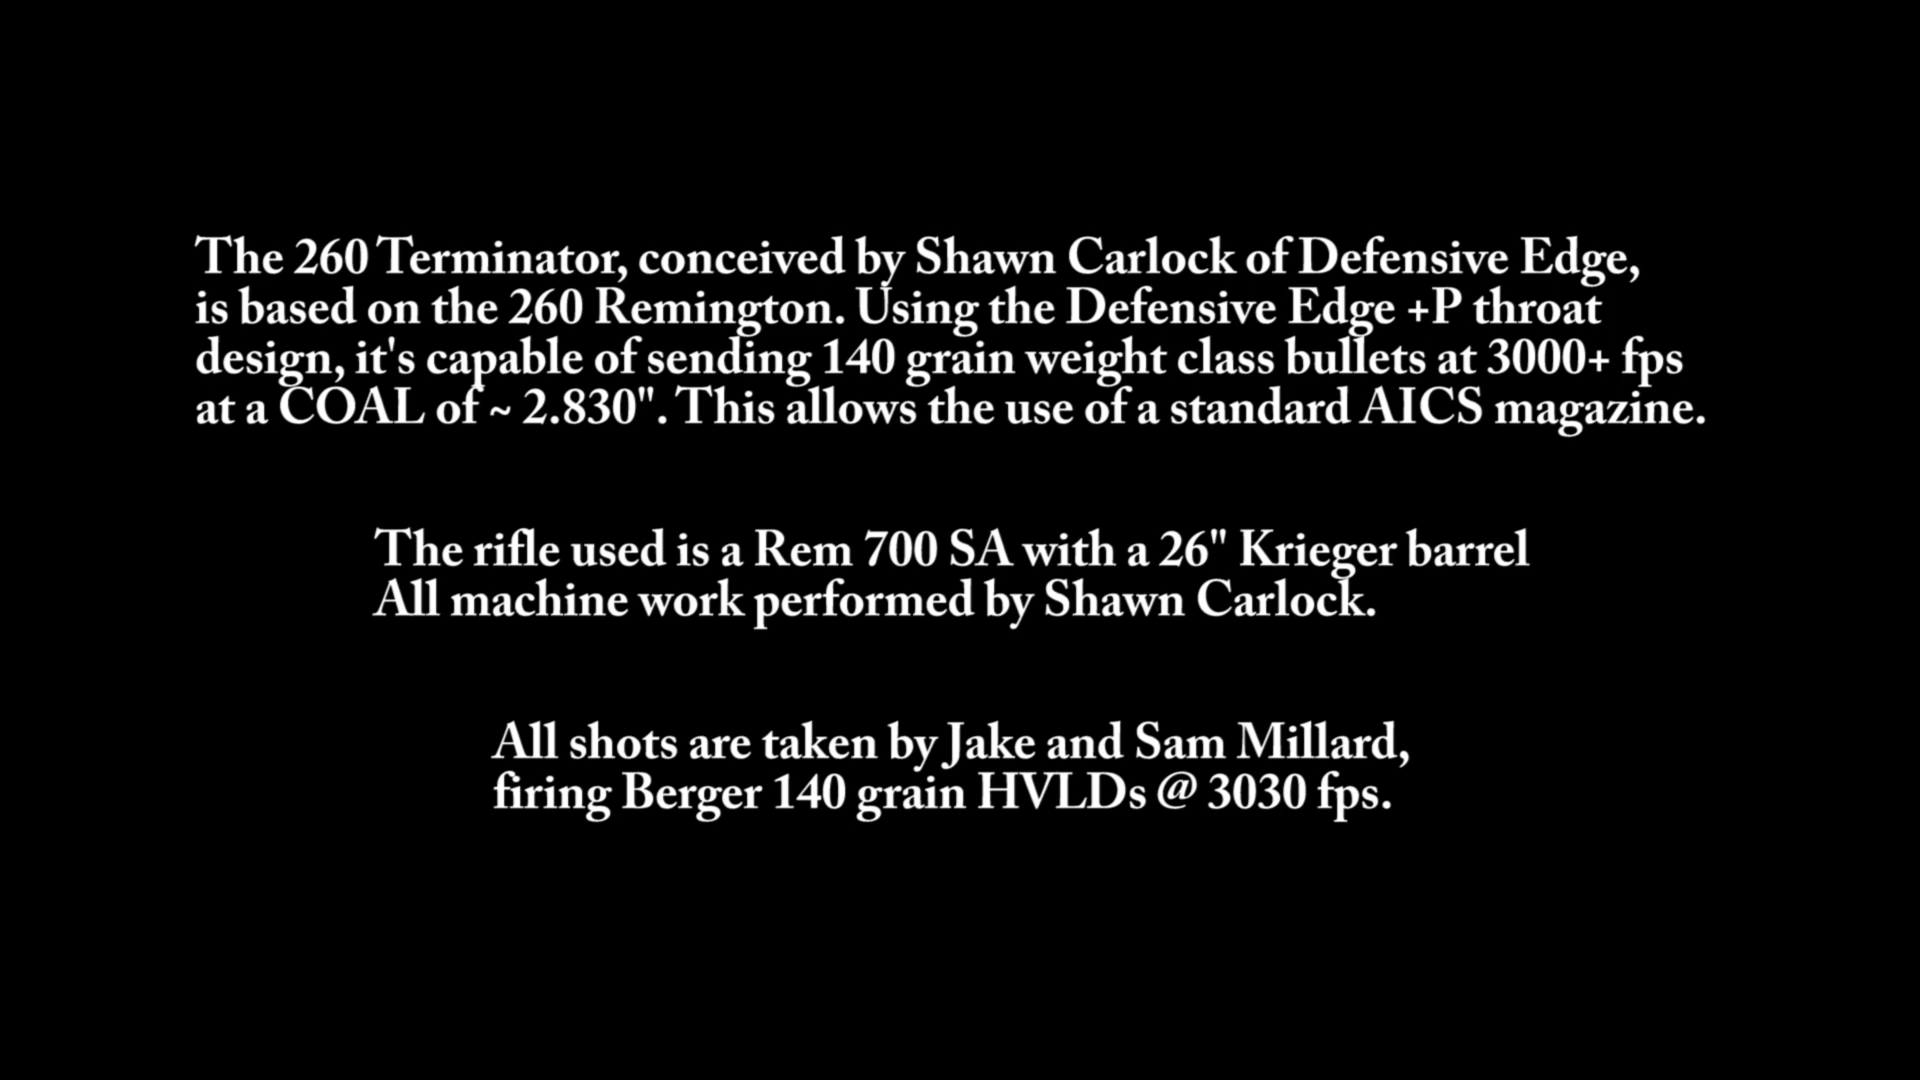 The 260 Terminator, conceived by Shawn Carlock of Defensive Edge,
is based on the 260 Remington. Using the Defensive Edge +P throat
design, it's capable of sending 140 grain weight class bullets at 3000+ fps
at a COAL of ~ 2.830". This allows the use of a standard AICS magazine.
The rifle used is a Rem 700 SA with a 26" Krieger barrel
All machine work performed by Shawn Carlock.
All shots are taken by Jake and Sam Millard,
firing Berger 140 grain HVLDs @ 3030 fps.